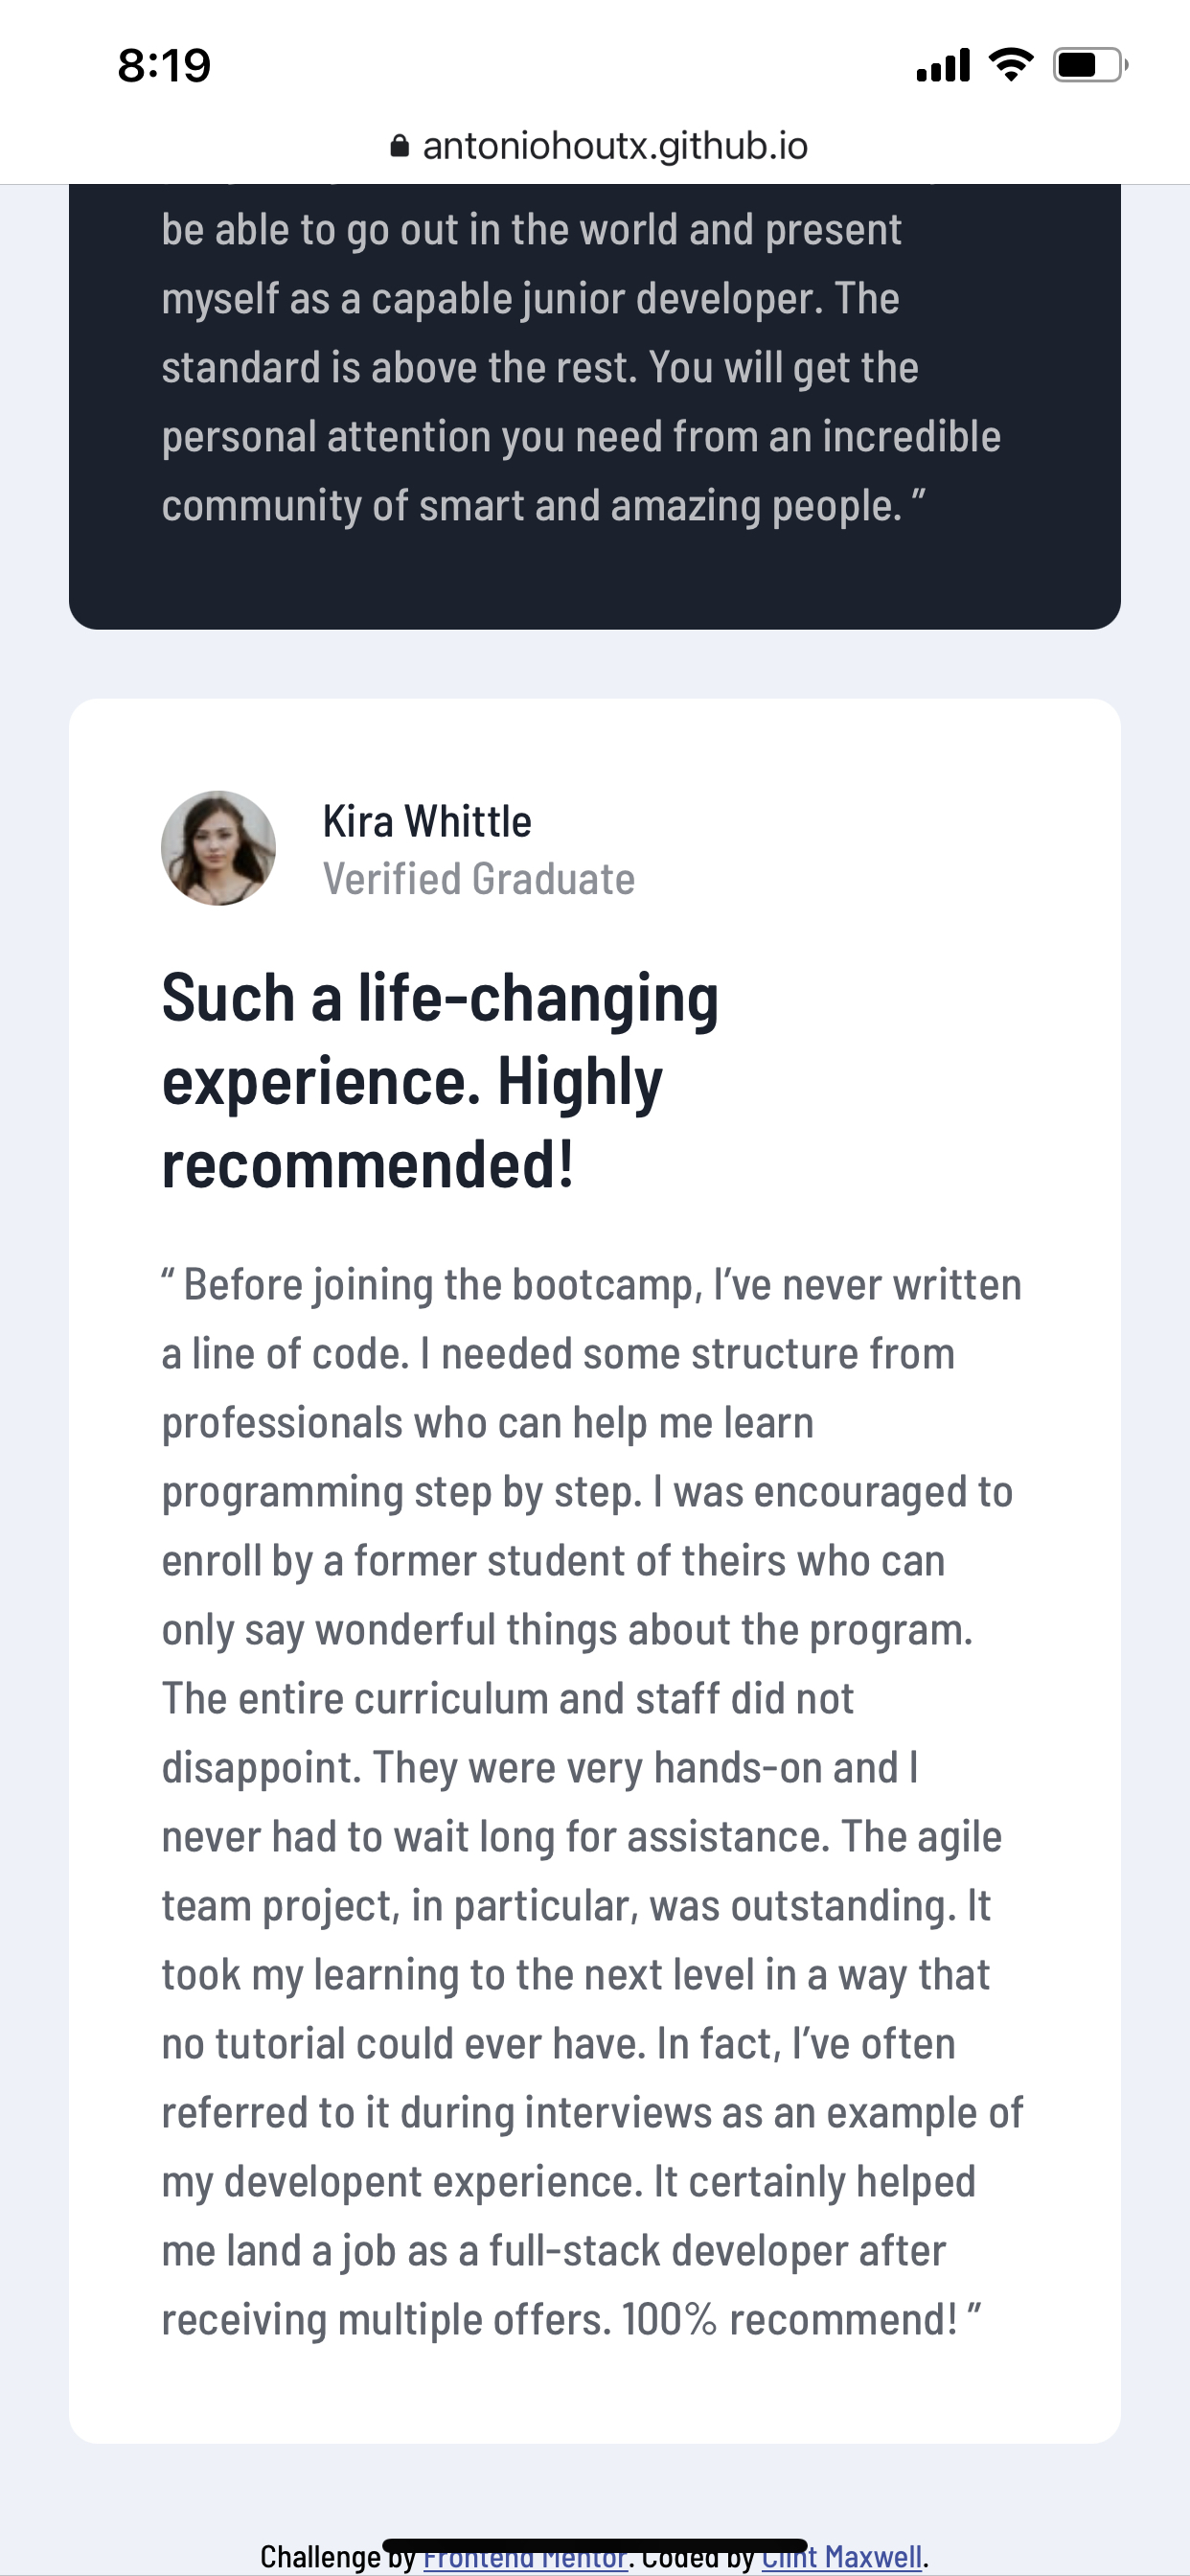 8:19
antoniohoutx.github.io
be able to go out in the world and present
myself as a capable junior developer. The
standard is above the rest. You will get the
personal attention you need from an incredible
community of smart and amazing people. ”
Kira Whittle
Verified Graduate
Such a life-changing
experience. Highly
recommended!
“ Before joining the bootcamp, I’ve never written
a line of code. I needed some structure from
professionals who can help me learn
programming step by step. I was encouraged to
enroll by a former student of theirs who can
only say wonderful things about the program.
The entire curriculum and staff did not
disappoint. They were very hands-on and I
never had to wait long for assistance. The agile
team project, in particular, was outstanding. It
took my learning to the next level in a way that
no tutorial could ever have. In fact, I’ve often
referred to it during interviews as an example of
my developent experience. It certainly helped
me land a job as a full-stack developer after
receiving multiple offers. 100% recommend! ”
Challenge by Frontend Mentor. Coded by Clint Maxwell.